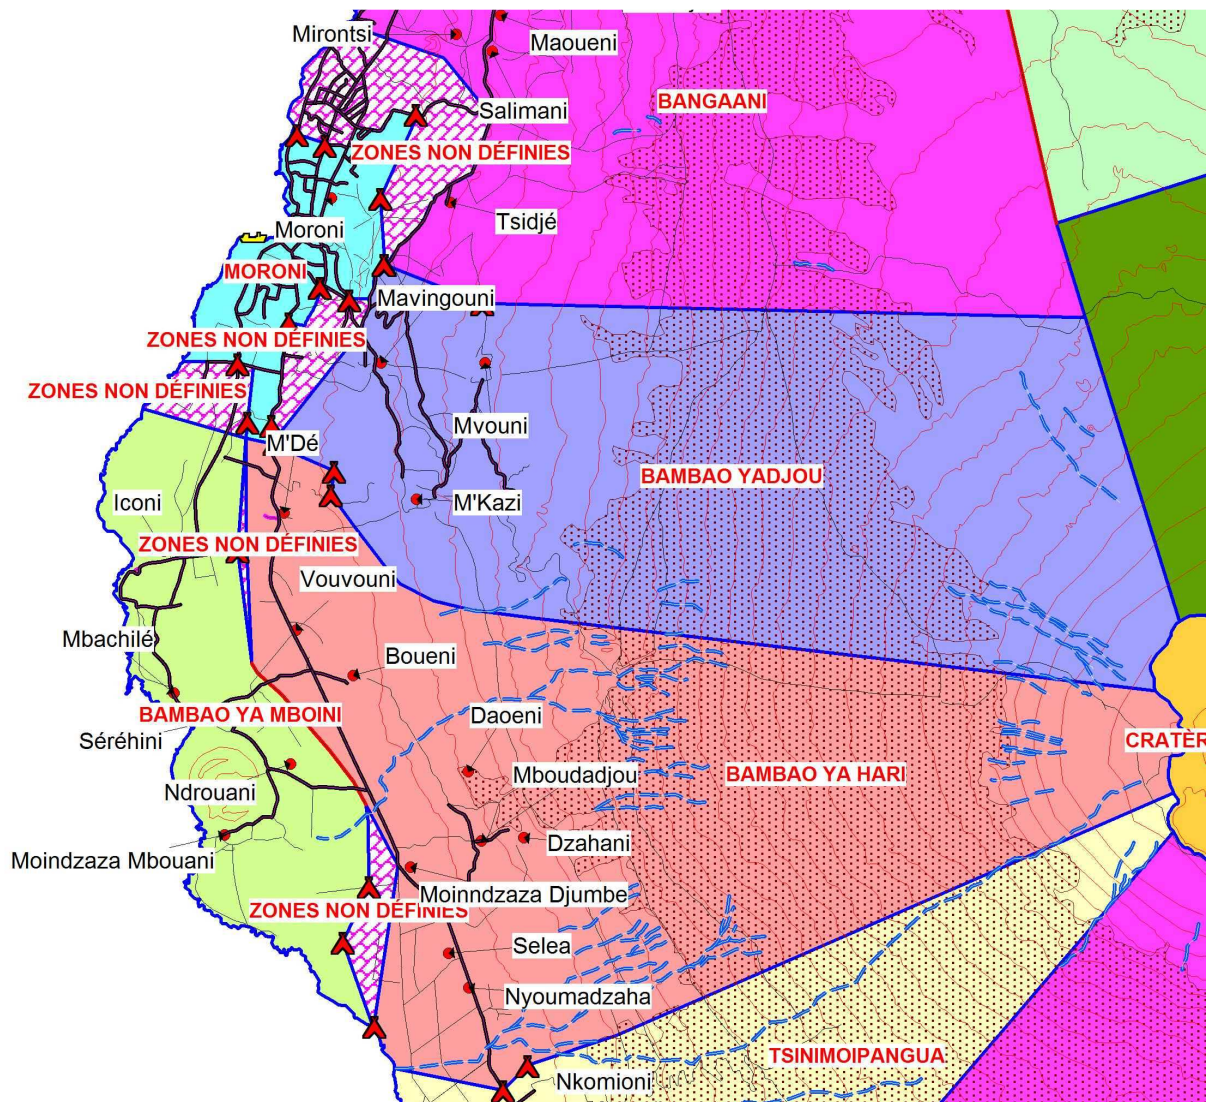 Mirontsi
Maoueni
BANGAANI
Salimani
ZONES NON DÉFINIES
Tsidjé
Moroni
MORONI
Mavingouni
ZONES NON DÉFINIES
ZONES NON DÉFINIES
Mvouni
M'Dé
BAMBAO YADJOU
Iconi
M'Kazi
ZONES NON DÉFINIES
Vouvouni
Mbachilé
Boueni
BAMBAO YA MBOINI
Daoeni
Séréhini
CRATÈR
Mboudadjou
BAMBAO YA HARI
Ndrouani
Dzahani
Moindzaza Mbouani
Moinndzaza Djumbe
ZONES NON DÉFINIES
Selea
Nyoumadzaha
TSINIMOIPANGUA
Nkomioni